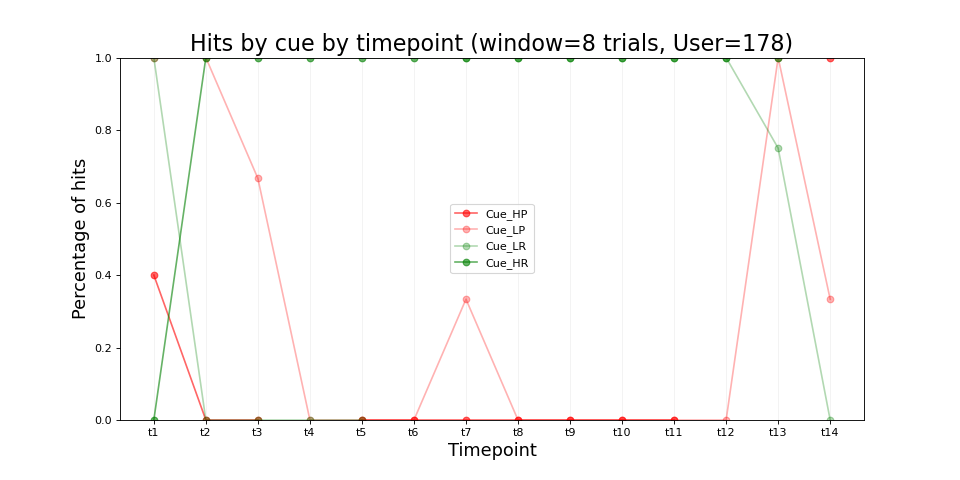 Hits by cue by timepoint (window=8 trials, User=178)
1.0
0.8
0.6
0.4
0.2
0.0
Percentage of hits
Cue_HP
Cue_LP
Cue_LR
Cue_HR
t1 t2 t3 t4 t5 t6 t7 t8 t9 t10 t11 t12 t13 t14
Timepoint